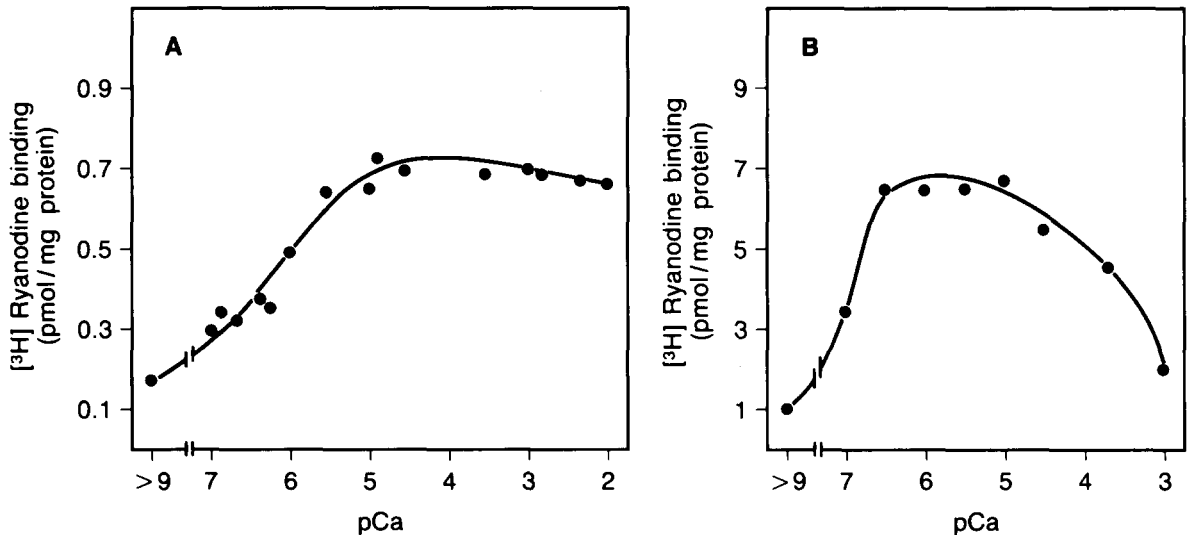 A
[³H] Ryanodine binding
(pmol/mg protein)
0.9
0.7
0.5
0.3
0.1
>9 7 6 5 4 3 2
pCa
B
[³H] Ryanodine binding
(pmol/mg protein)
9
7
5
3
1
>9 7 6 5 4 3
pCa